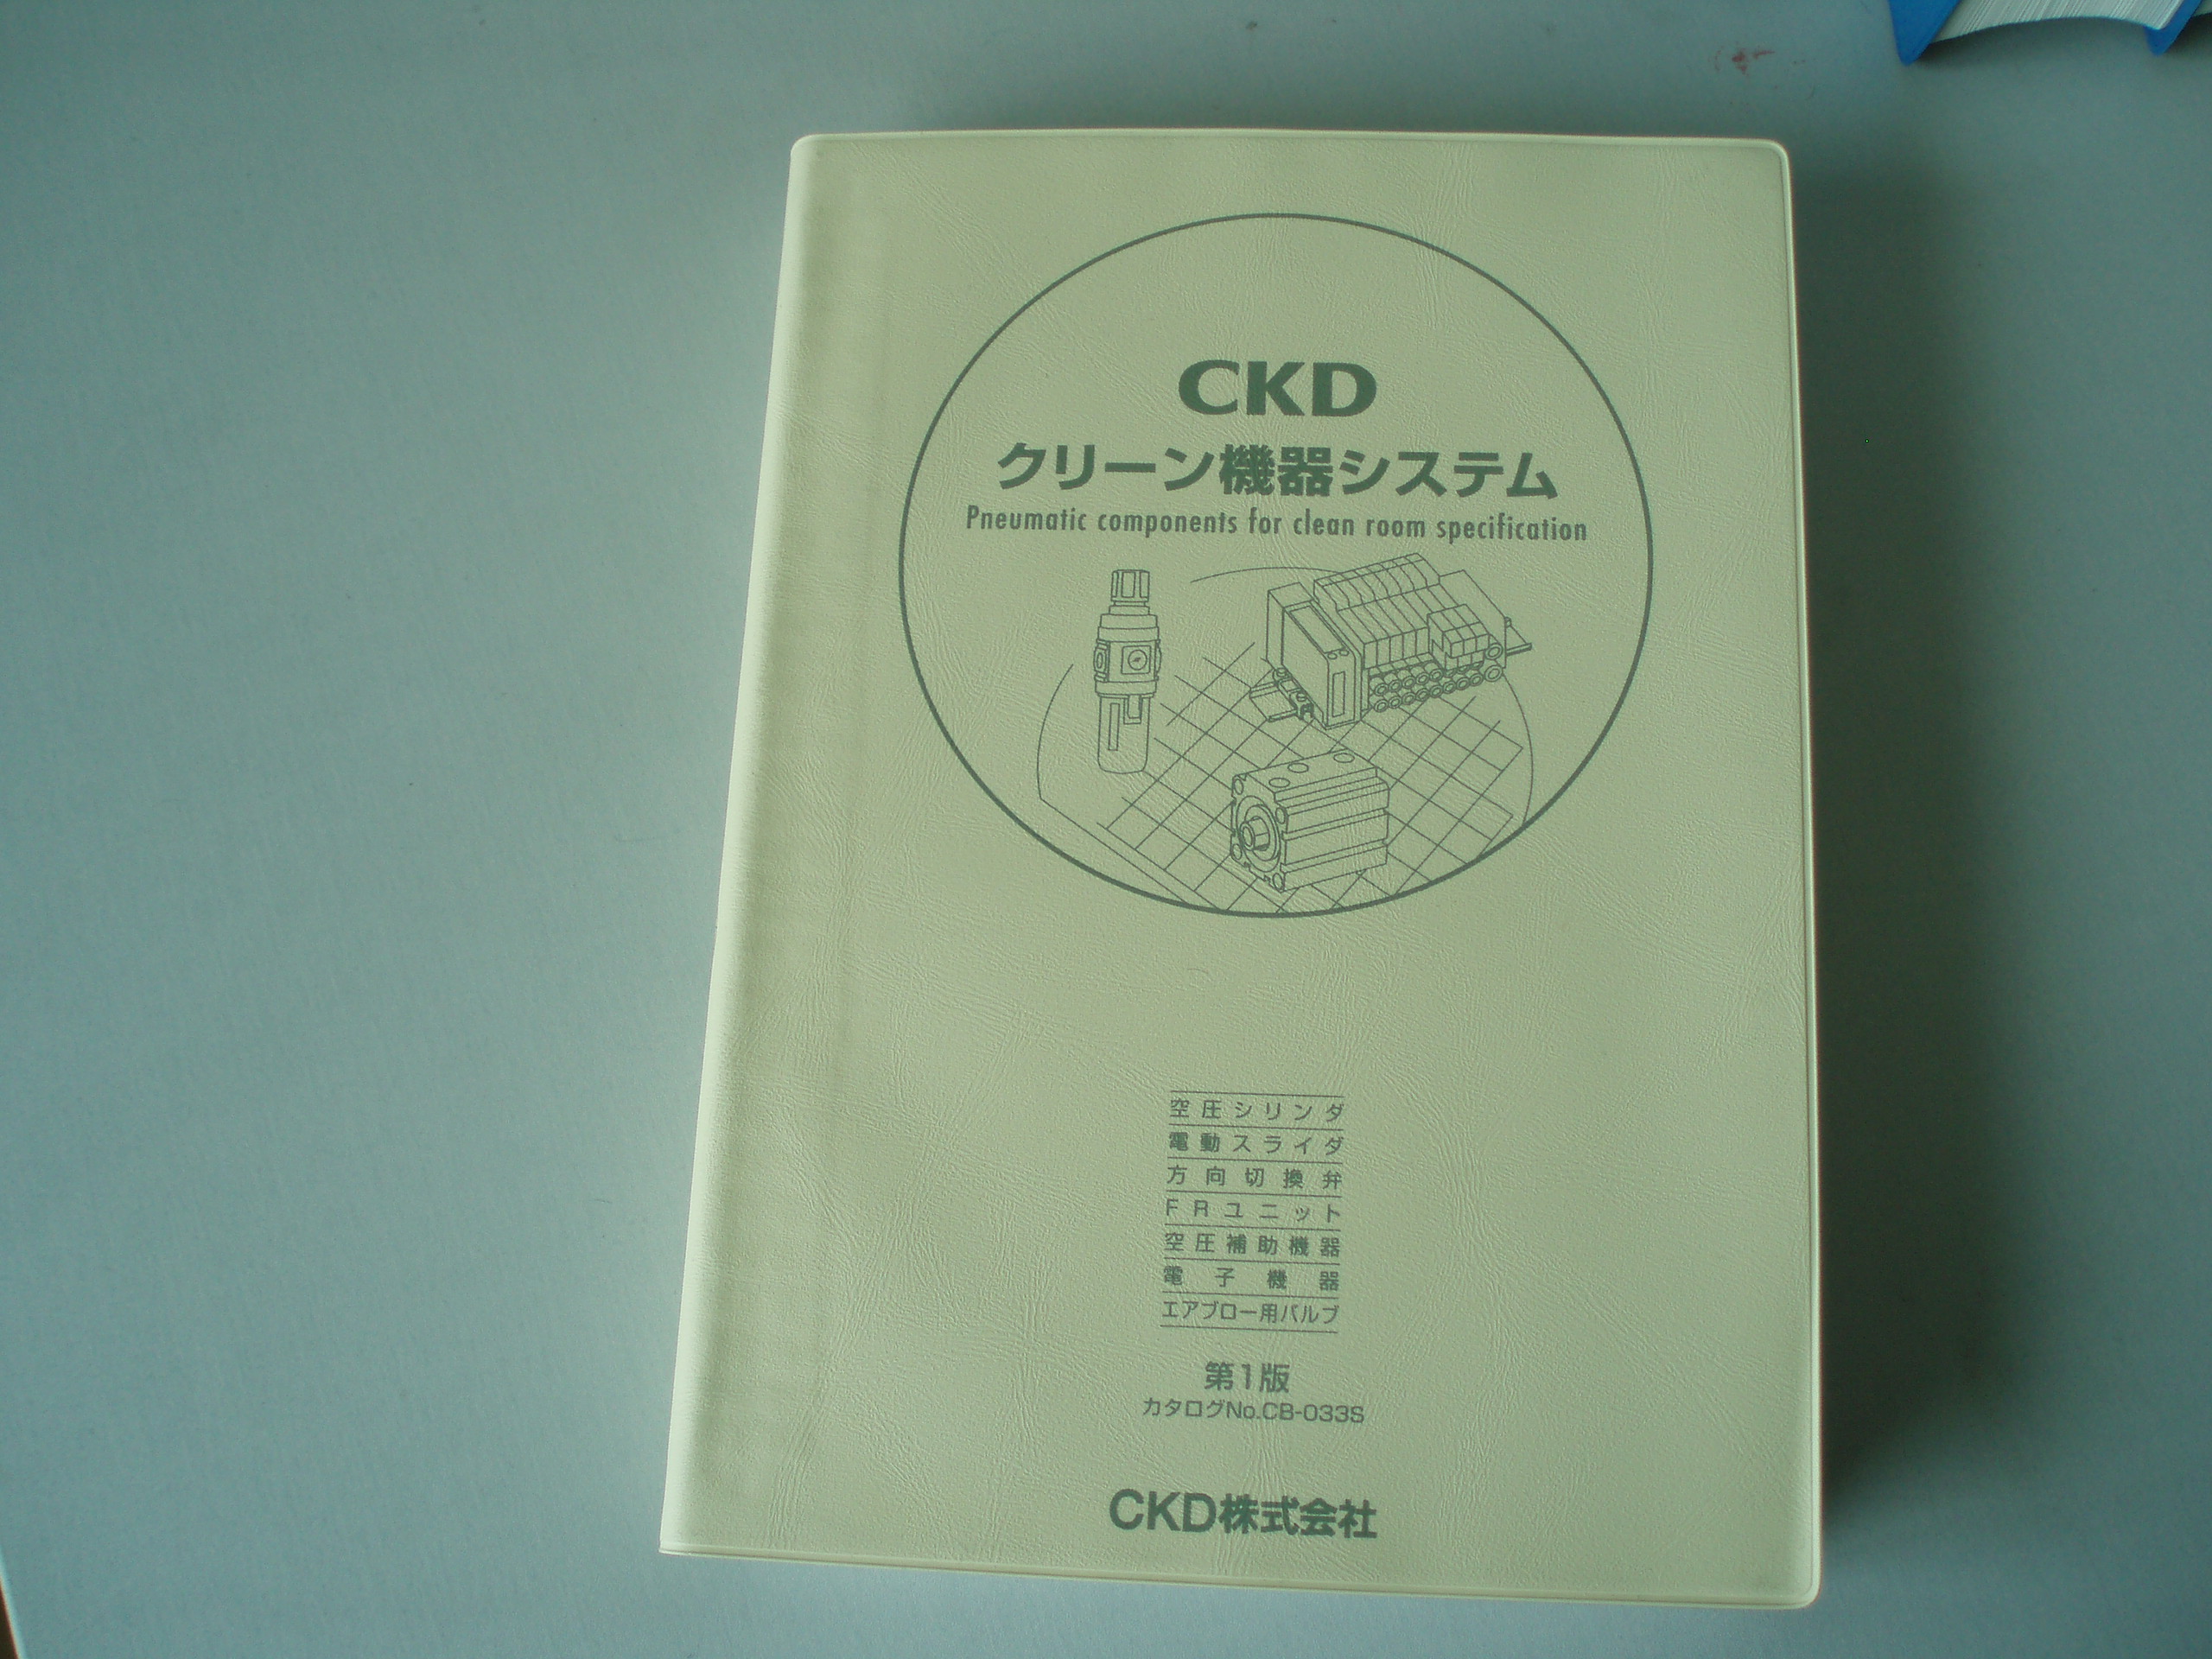 CKD
クリーン機器システム
Pneumatic components for clean room specification
空圧シリンダ
電動スライダ
方向切換弁
FRユニット
空圧補助機器
電子機器
エアブロー用バルブ
第1版
カタログNo.CB-033S
CKD株式会社